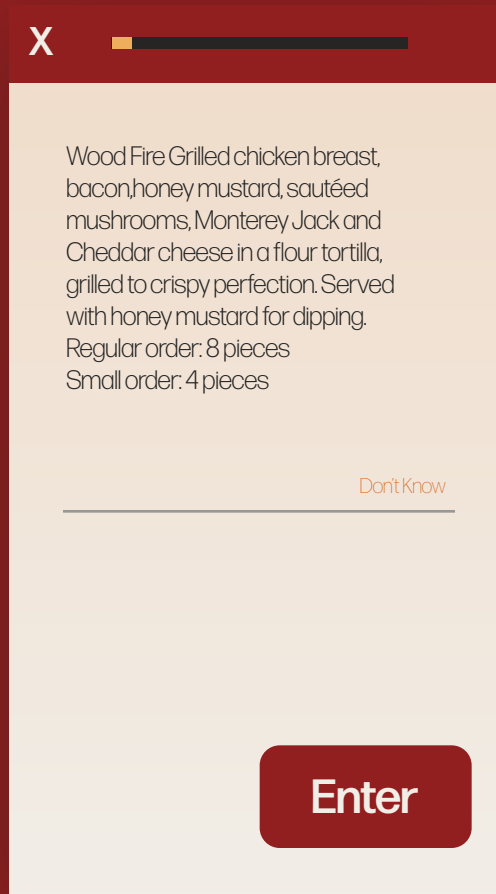 X
Wood Fire Grilled chicken breast,
bacon,honey mustard, sautéed
mushrooms, Monterey Jack and
Cheddar cheese in a flour tortilla,
grilled to crispy perfection. Served
with honey mustard for dipping.
Regular order: 8 pieces
Small order: 4 pieces
Don't Know
Enter